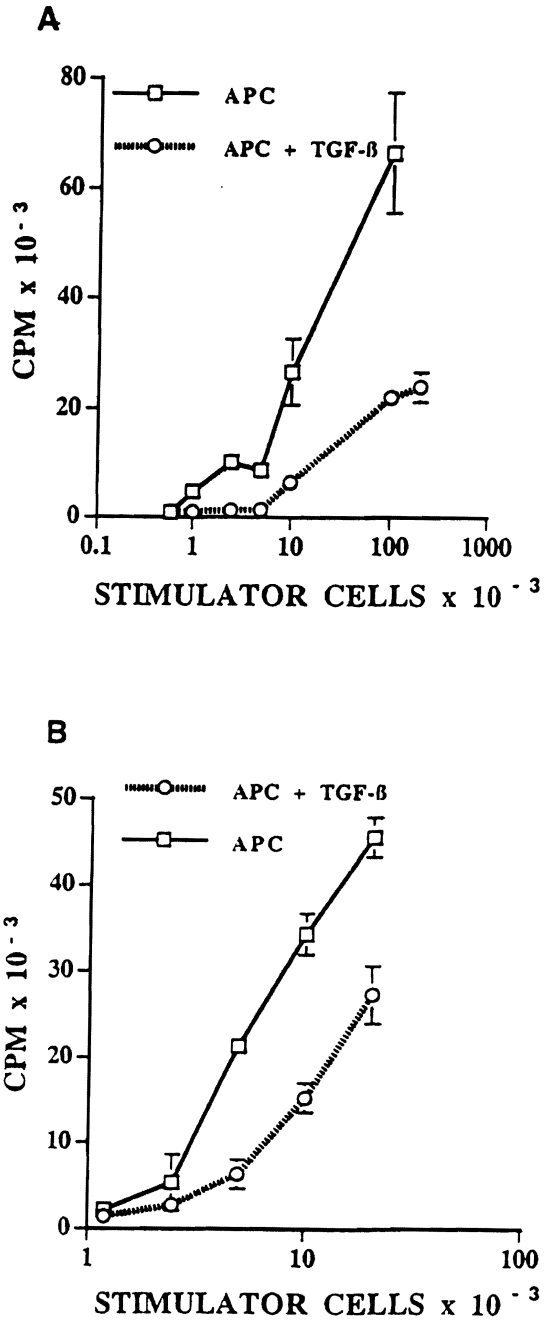 A
80
APC
APC + TGF-ß
60
40
20
0
CPM x 10 - 3
0.1 1 10 100 1000
STIMULATOR CELLS x 10 - 3
B
APC + TGF-ß
50
APC
40
30
20
10
0
CPM x 10 - 3
1 10 100
STIMULATOR CELLS x 10 - 3